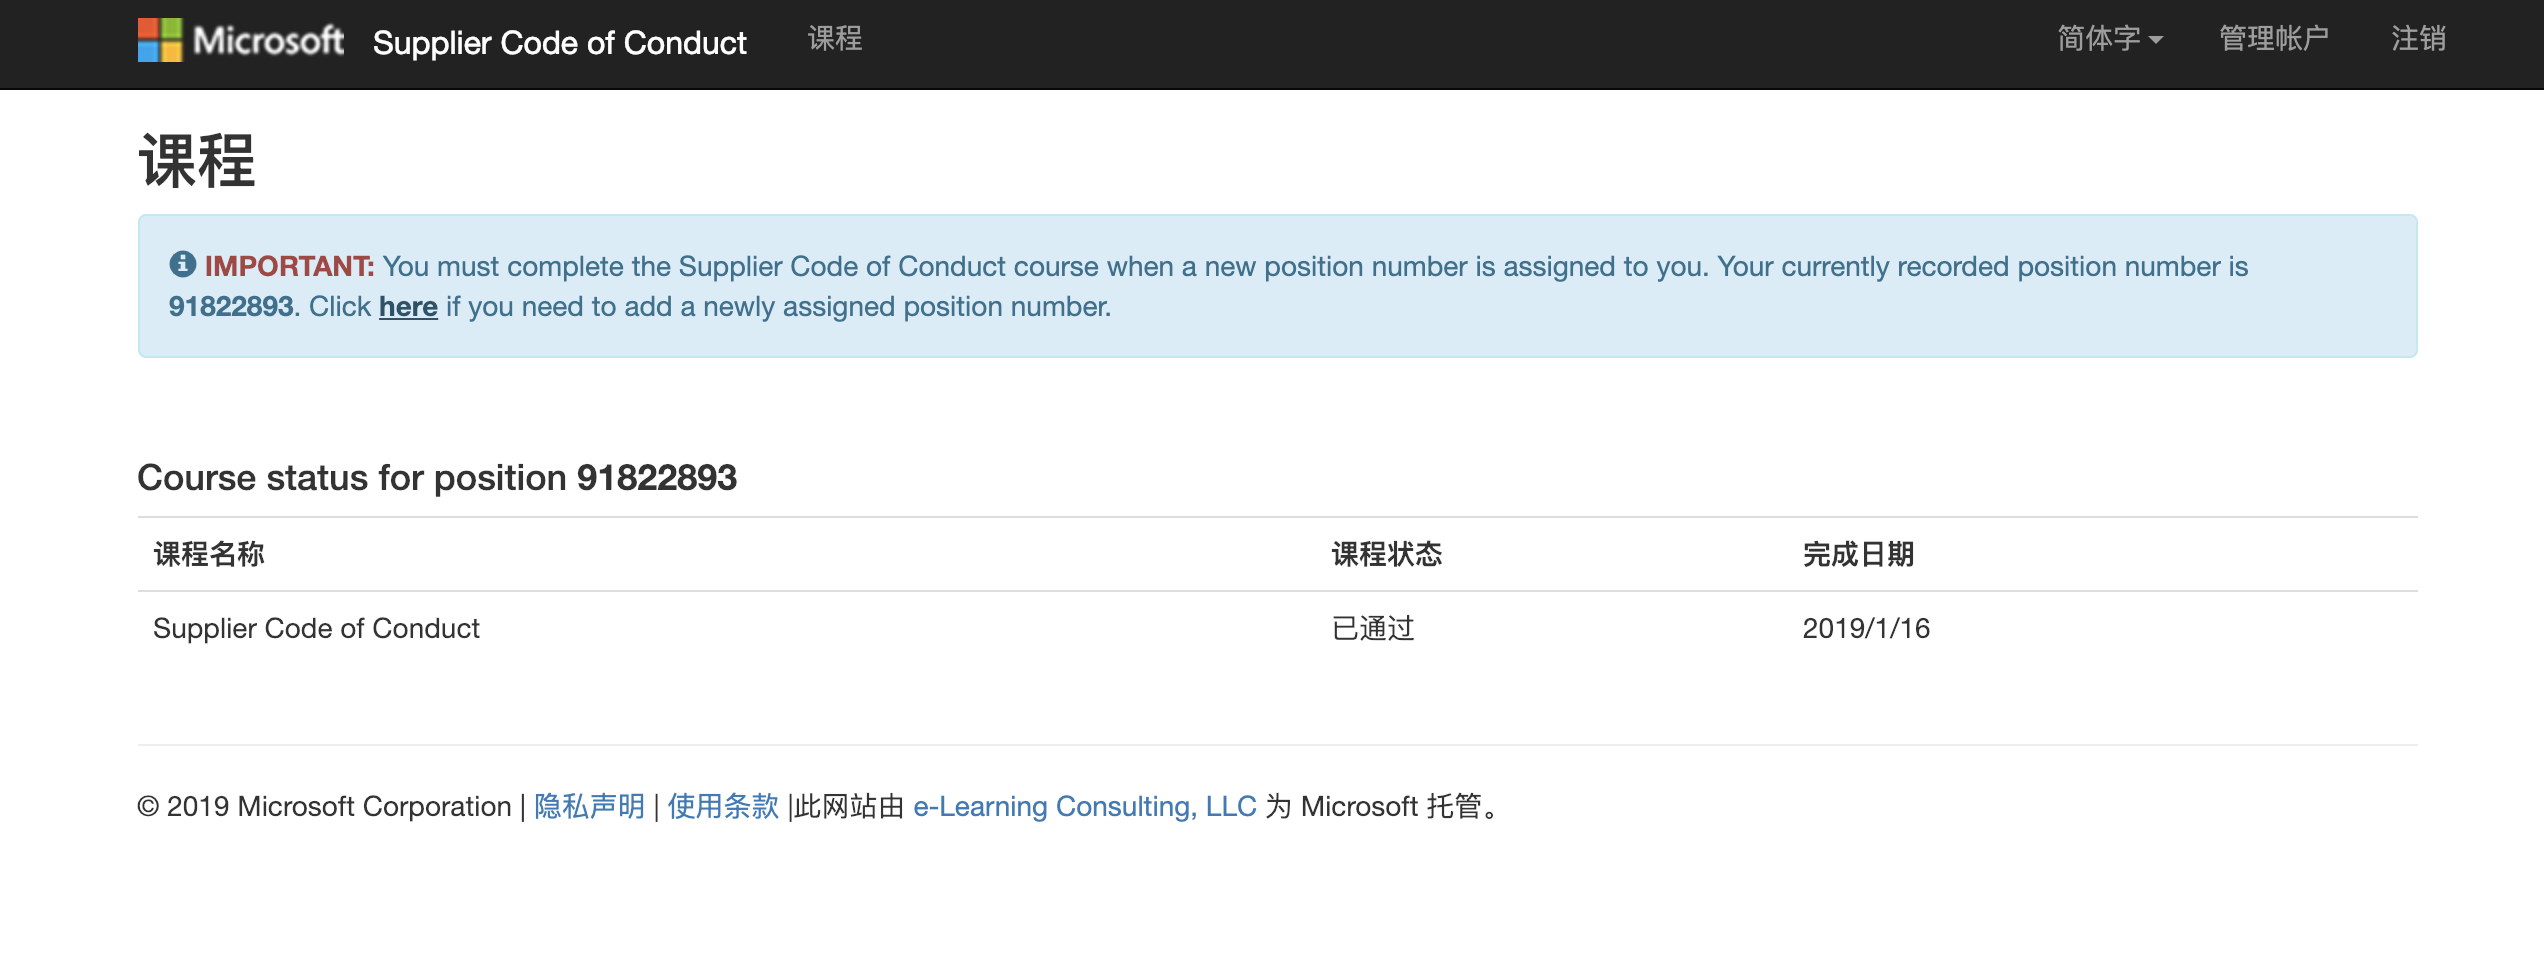 Microsoft Supplier Code of Conduct 课程 简体字 管理帐户 注销
课程
IMPORTANT: You must complete the Supplier Code of Conduct course when a new position number is assigned to you. Your currently recorded position number is
91822893. Click here if you need to add a newly assigned position number.
Course status for position 91822893
课程名称 课程状态 完成日期
Supplier Code of Conduct 已通过 2019/1/16
© 2019 Microsoft Corporation | 隐私声明 | 使用条款 |此网站由 e-Learning Consulting, LLC 为 Microsoft 托管。